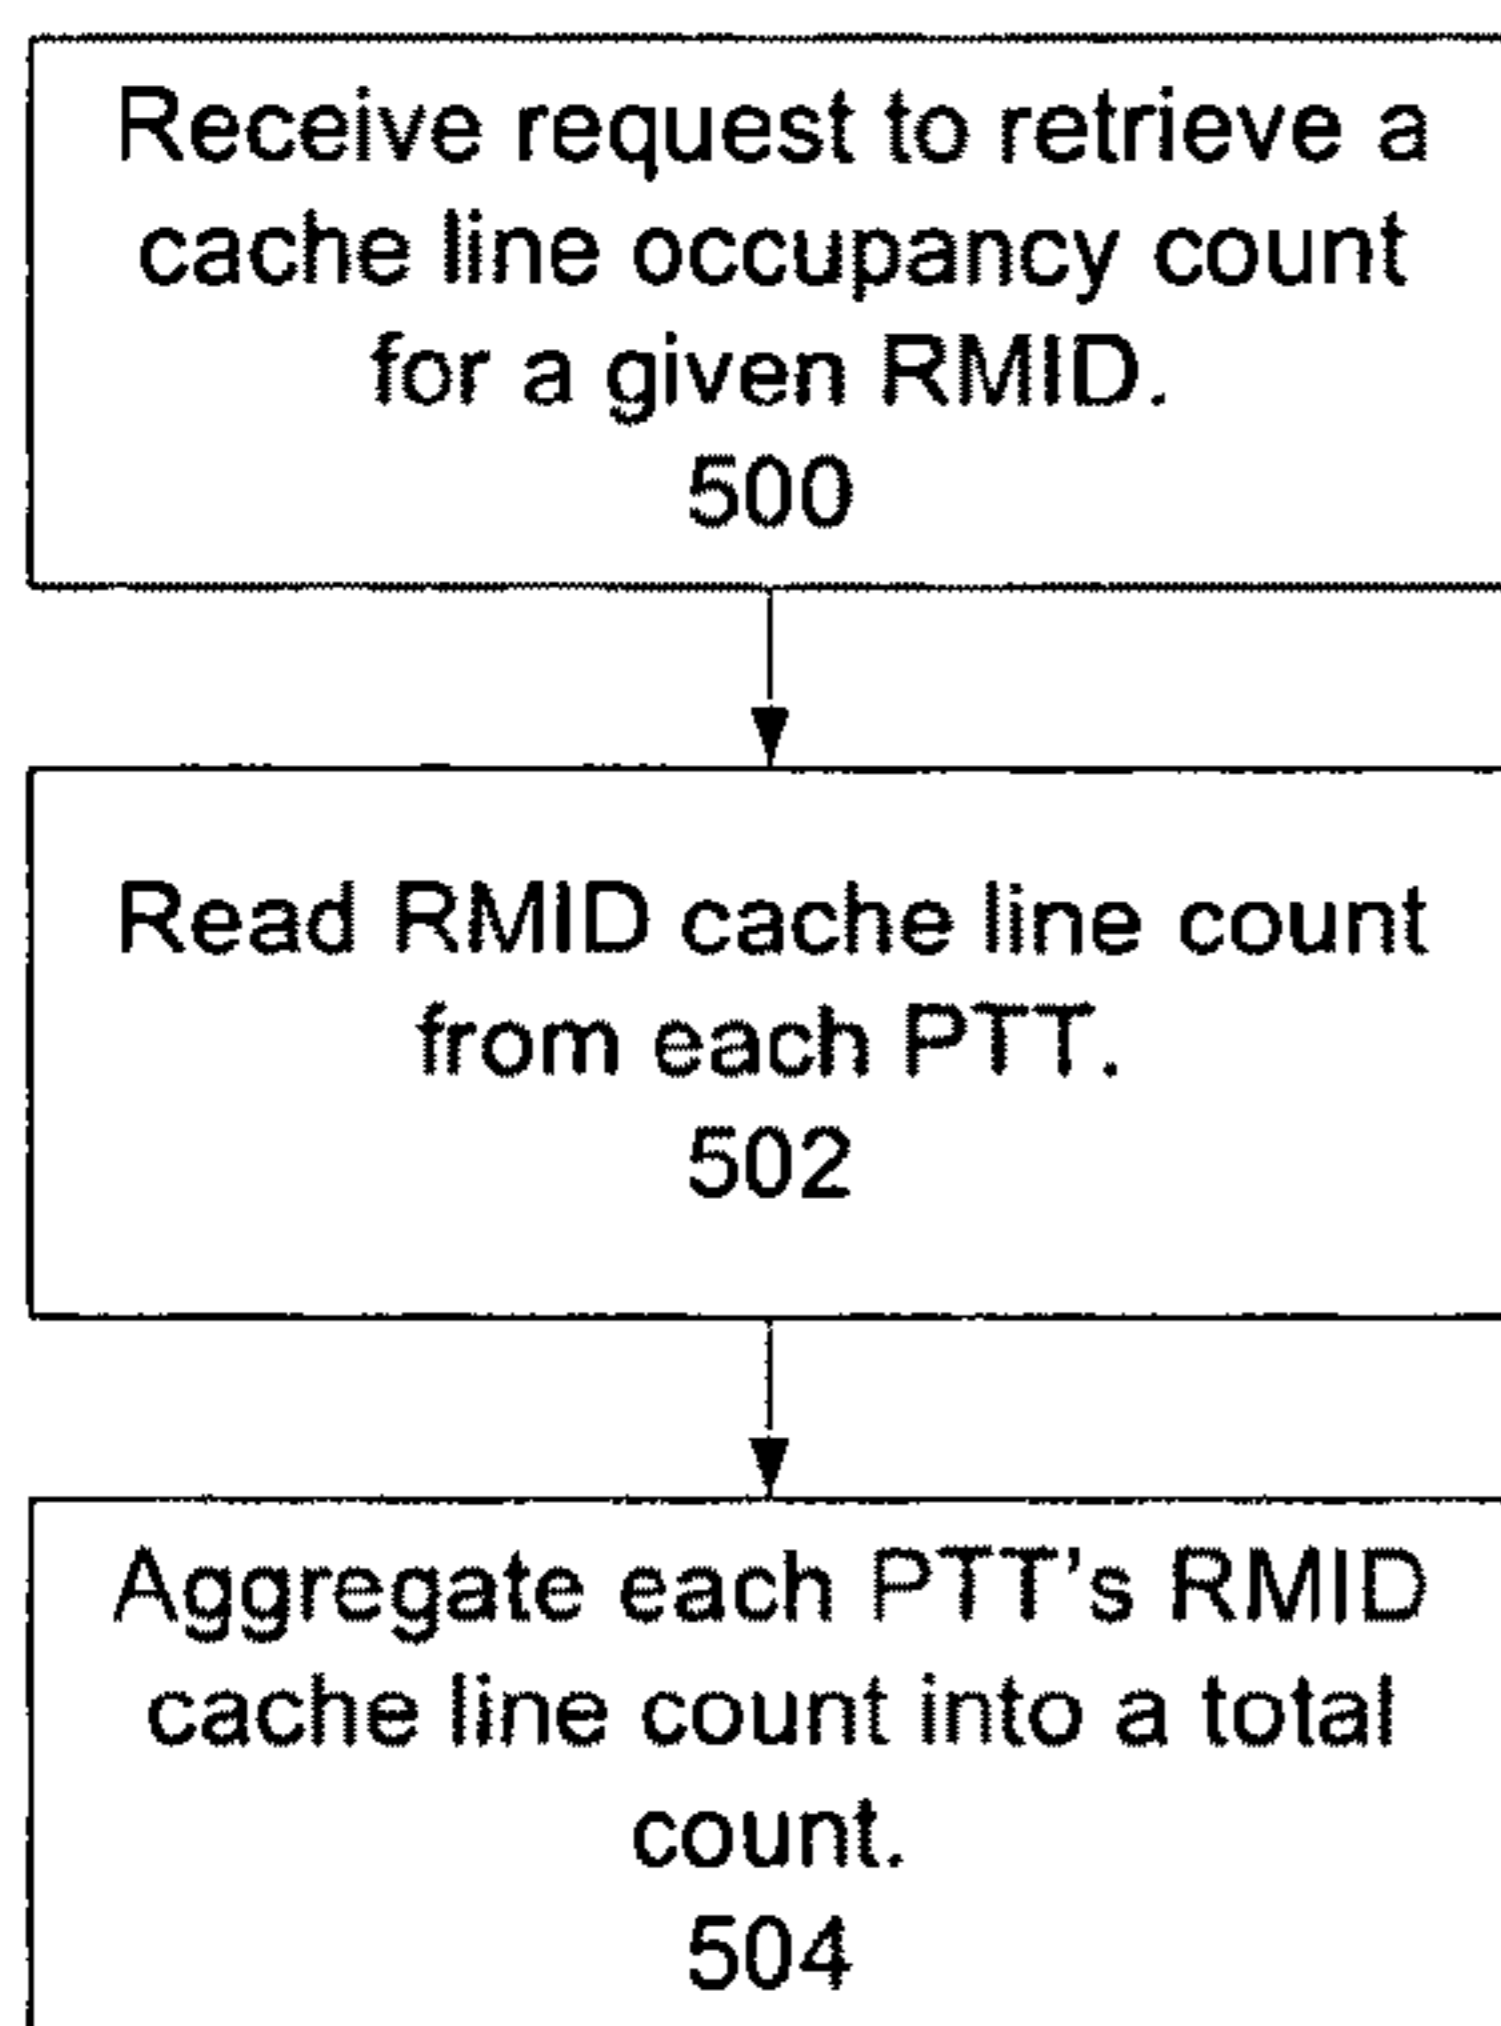 Receive request to retrieve a
cache line occupancy count
for a given RMID.
500
Read RMID cache line count
from each PTT.
502
Aggregate each PTT's RMID
cache line count into a total
count.
504